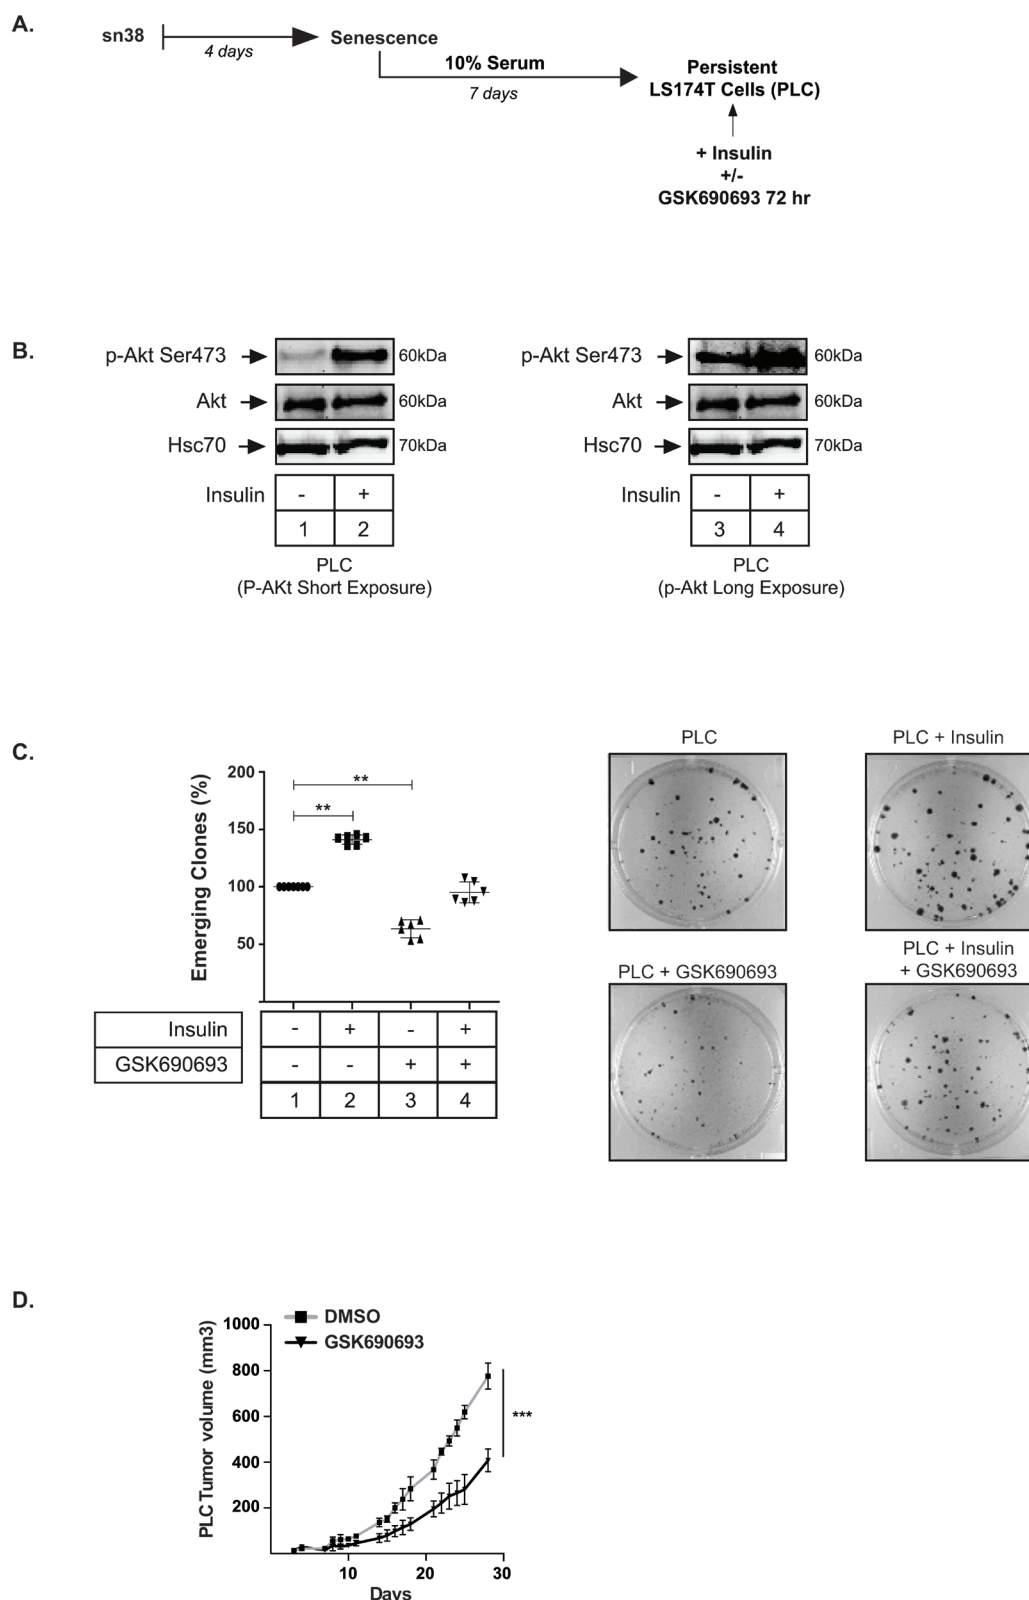 A.
sn38
4 days
Senescence
10% Serum
7 days
Persistent
LS174T Cells (PLC)
+ Insulin
+/-
GSK690693 72 hr
B.
p-Akt Ser473
60kDa
Akt
60kDa
Hsc70
70kDa
Insulin
- +
1 2
PLC
(P-AKt Short Exposure)
p-Akt Ser473
60kDa
Akt
60kDa
Hsc70
70kDa
Insulin
- +
3 4
PLC
(p-Akt Long Exposure)
C.
Emerging Clones (%)
200
150
100
50
**
**
Insulin - + - +
GSK690693 - - + +
1 2 3 4
PLC
PLC + Insulin
PLC + GSK690693
PLC + Insulin
+ GSK690693
D.
PLC Tumor volume (mm3)
1000
800
600
400
200
DMSO
GSK690693
***
10 20 30
Days